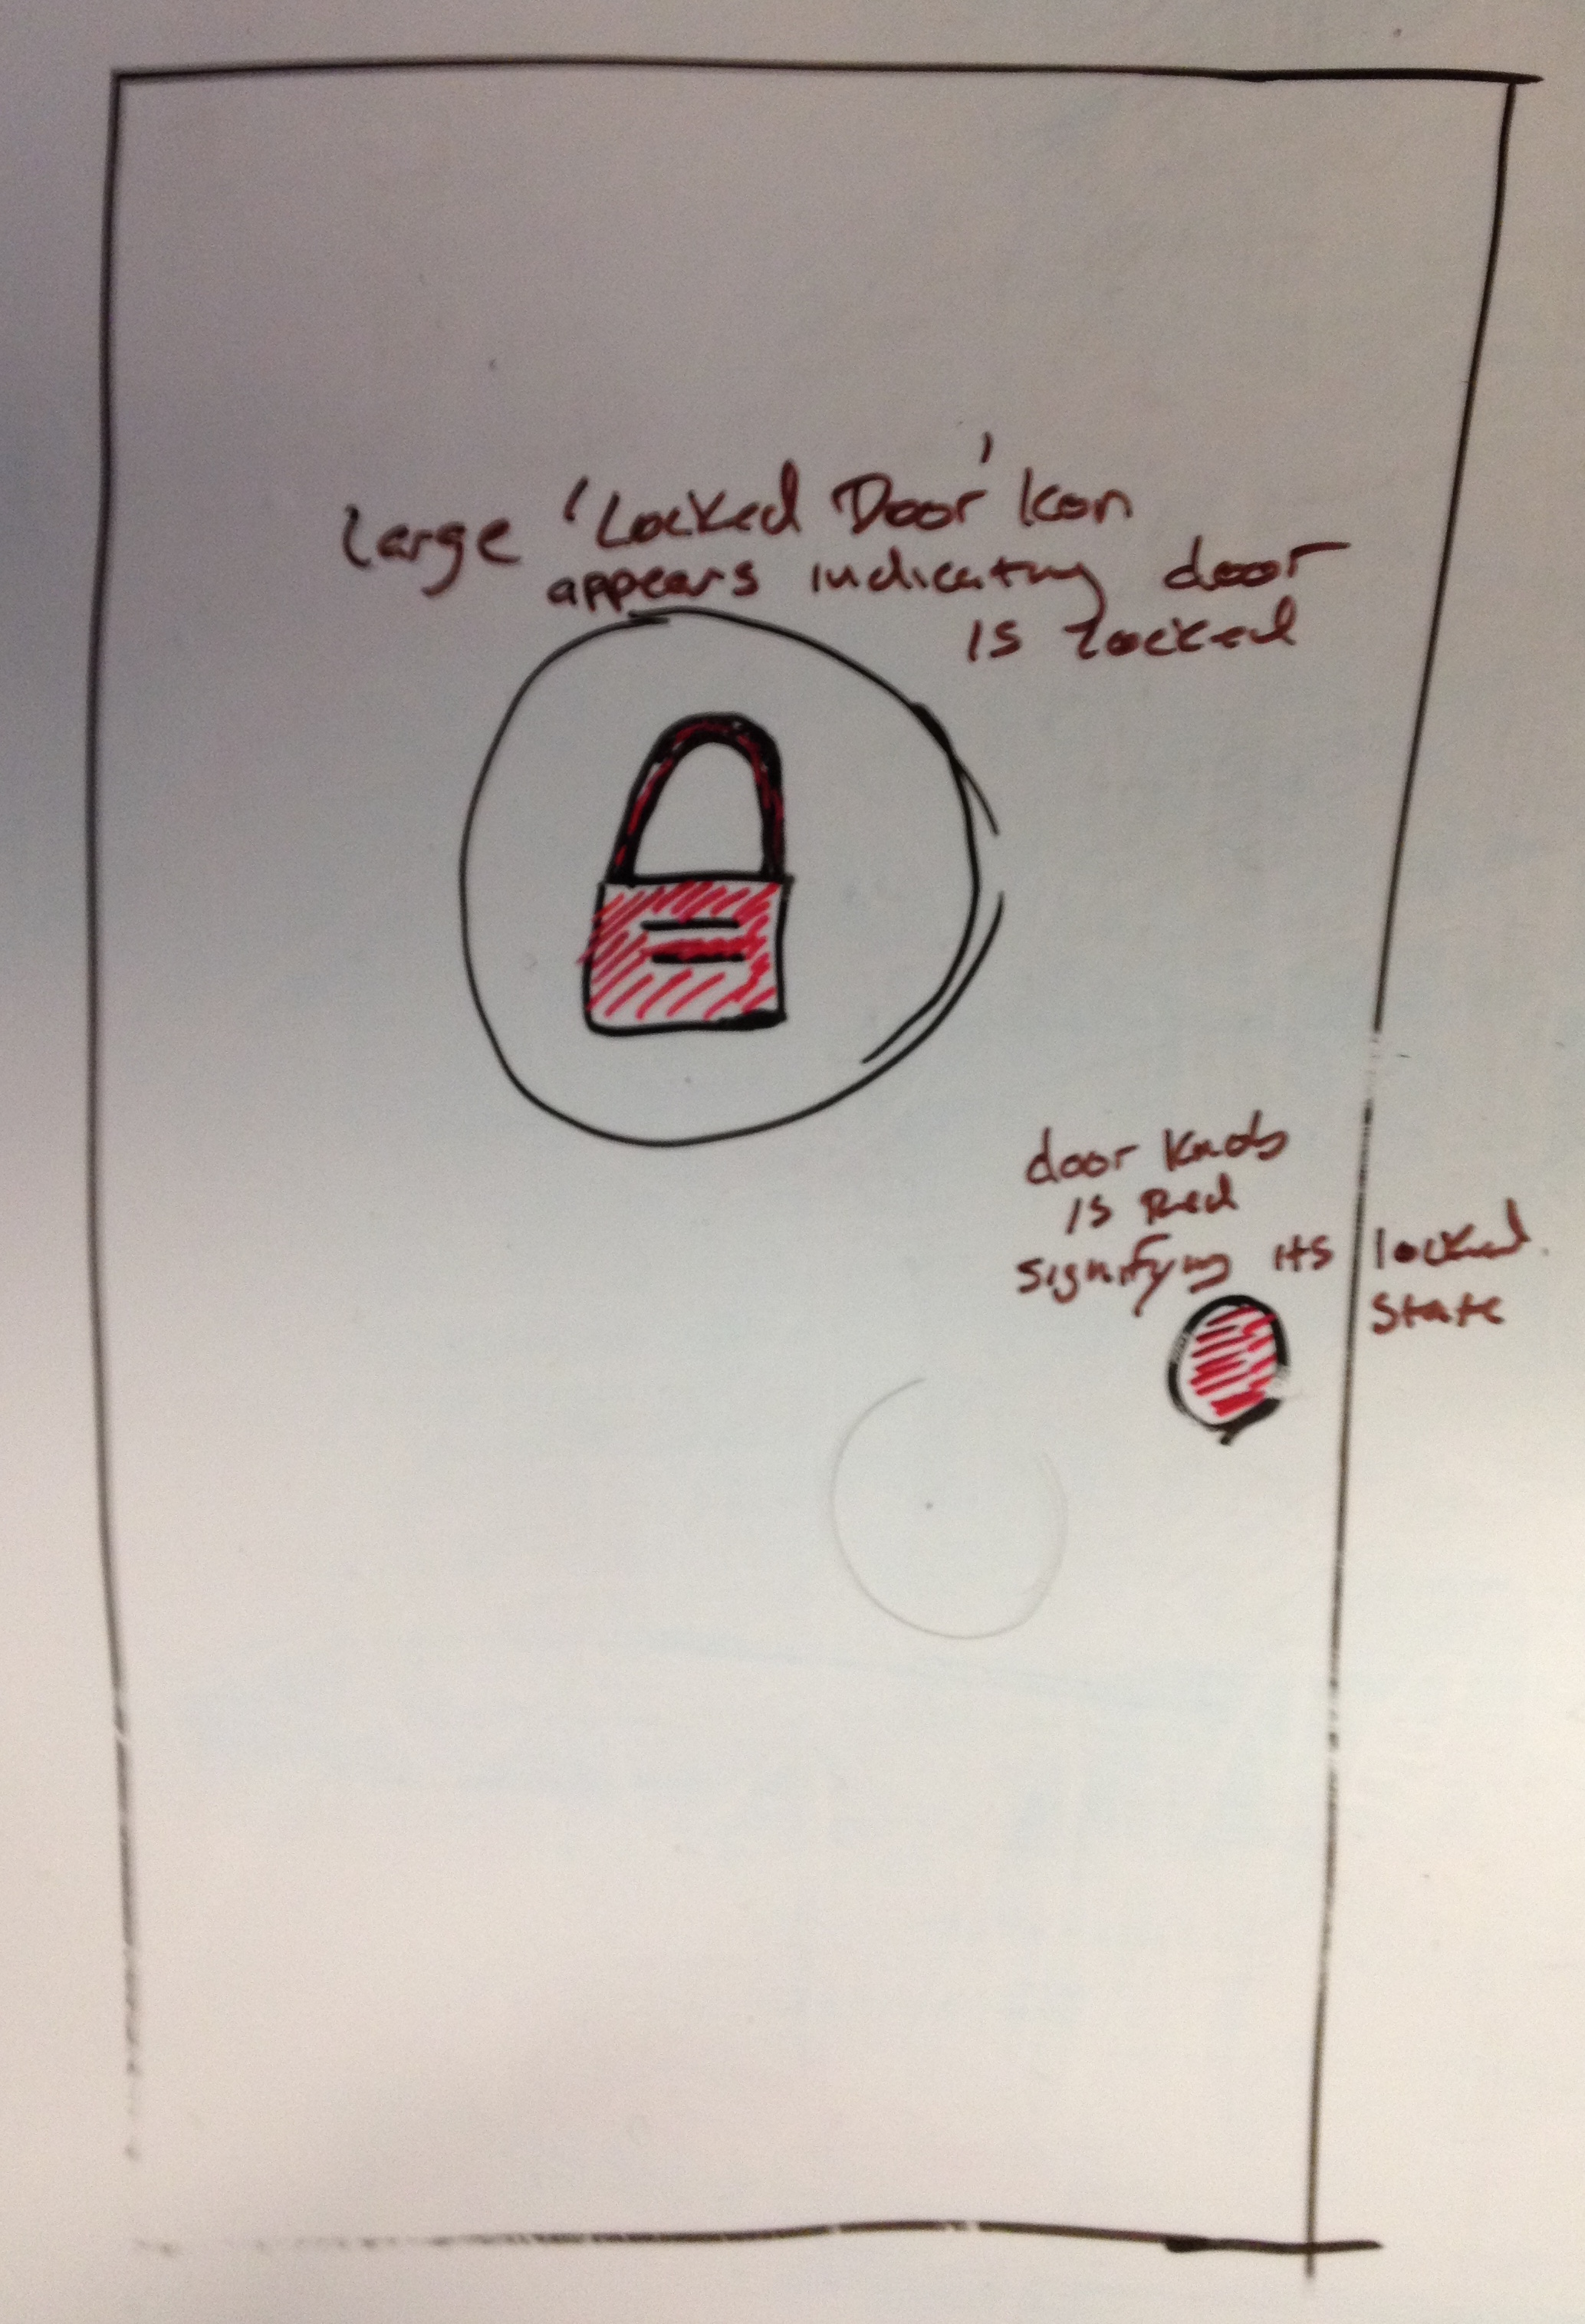 large 'Locked Door' Icon
appears indicating door
is locked
door knob
is Red
signifying its locked
state